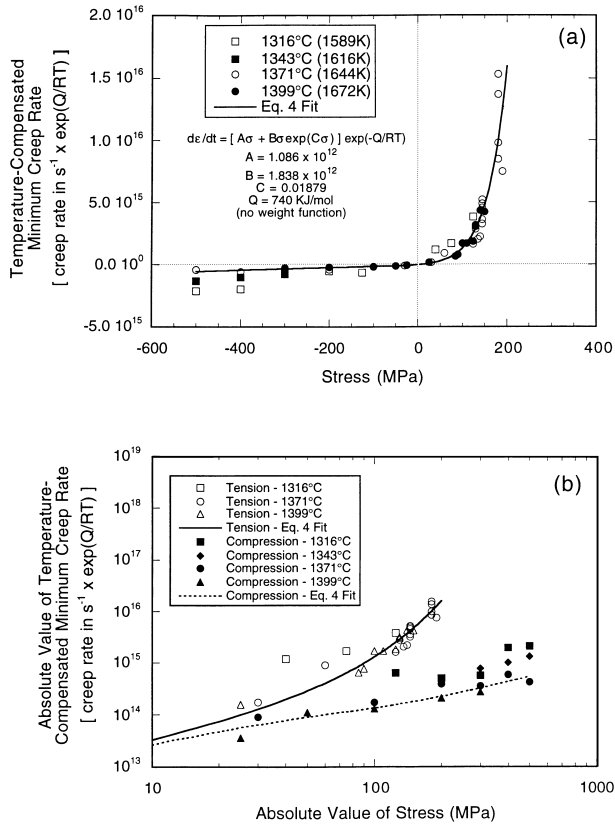 2.0 10¹⁶
1.5 10¹⁶
1.0 10¹⁶
5.0 10¹⁵
0.0 10⁰
-5.0 10¹⁵
Temperature-Compensated
Minimum Creep Rate
[ creep rate in s⁻¹ x exp(Q/RT) ]
(a)
1316°C (1589K)
1343°C (1616K)
1371°C (1644K)
1399°C (1672K)
Eq. 4 Fit
dε/dt = [ Aσ + Bσexp(Cσ) ] exp(-Q/RT)
A = 1.086 x 10¹²
B = 1.838 x 10¹²
C = 0.01879
Q = 740 KJ/mol
(no weight function)
-600 -400 -200 0 200 400
Stress (MPa)
10¹⁹
10¹⁸
10¹⁷
10¹⁶
10¹⁵
10¹⁴
10¹³
Absolute Value of Temperature-
Compensated Minimum Creep Rate
[ creep rate in s⁻¹ x exp(Q/RT) ]
(b)
Tension - 1316°C
Tension - 1371°C
Tension - 1399°C
Tension - Eq. 4 Fit
Compression - 1316°C
Compression - 1343°C
Compression - 1371°C
Compression - 1399°C
Compression - Eq. 4 Fit
10 100 1000
Absolute Value of Stress (MPa)